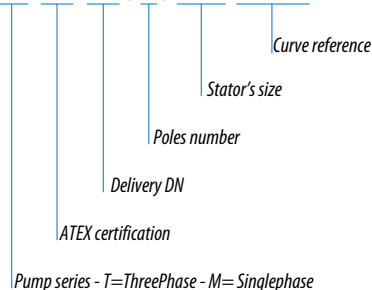 Curve reference
Stator's size
Poles number
Delivery DN
ATEX certification
Pump series - T=ThreePhase - M= Singlephase